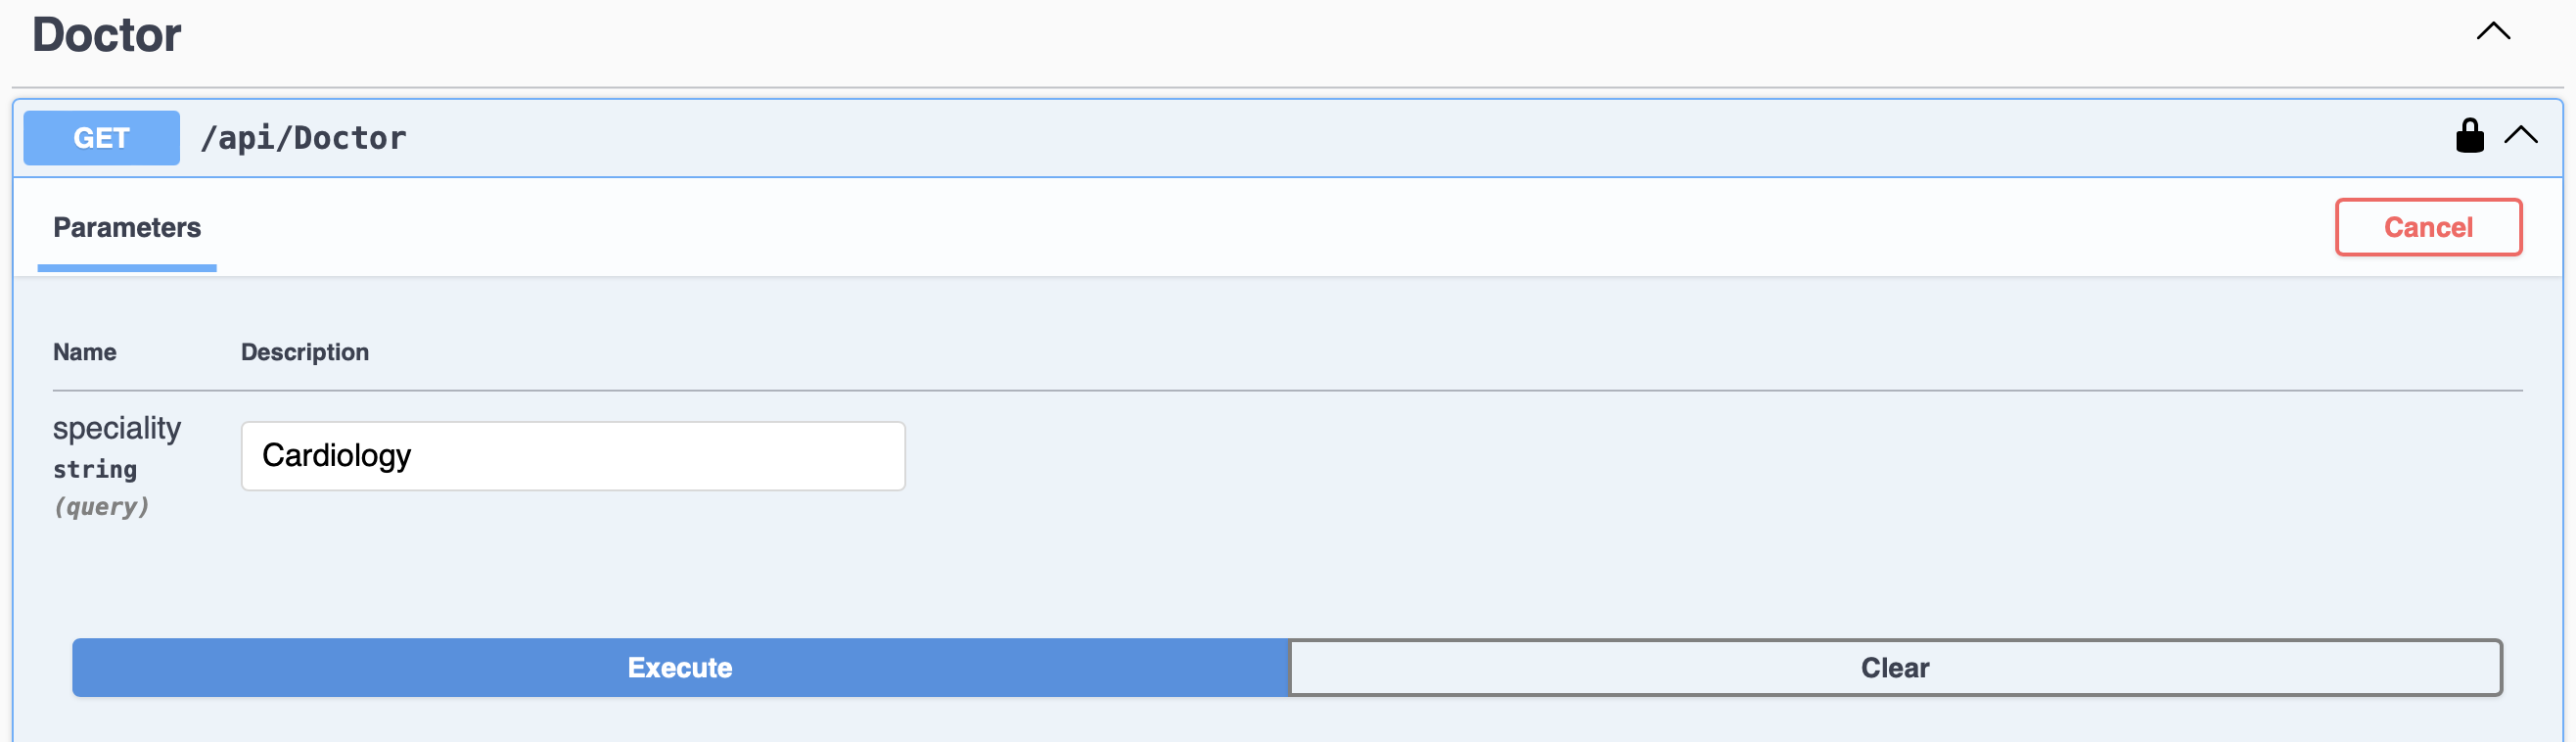 Doctor
GET /api/Doctor
Parameters
Cancel
Name Description
speciality
string
(query)
Cardiology
Execute
Clear